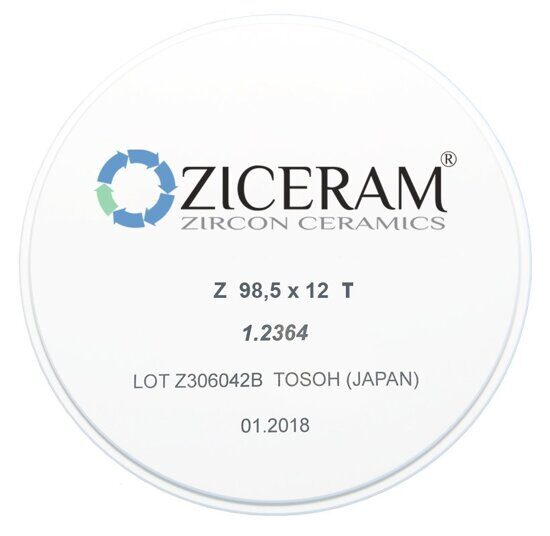 ZICERAM®
ZIRCON CERAMICS
Z 98,5 x 12 T
1.2364
LOT Z306042B TOSOH (JAPAN)
01.2018